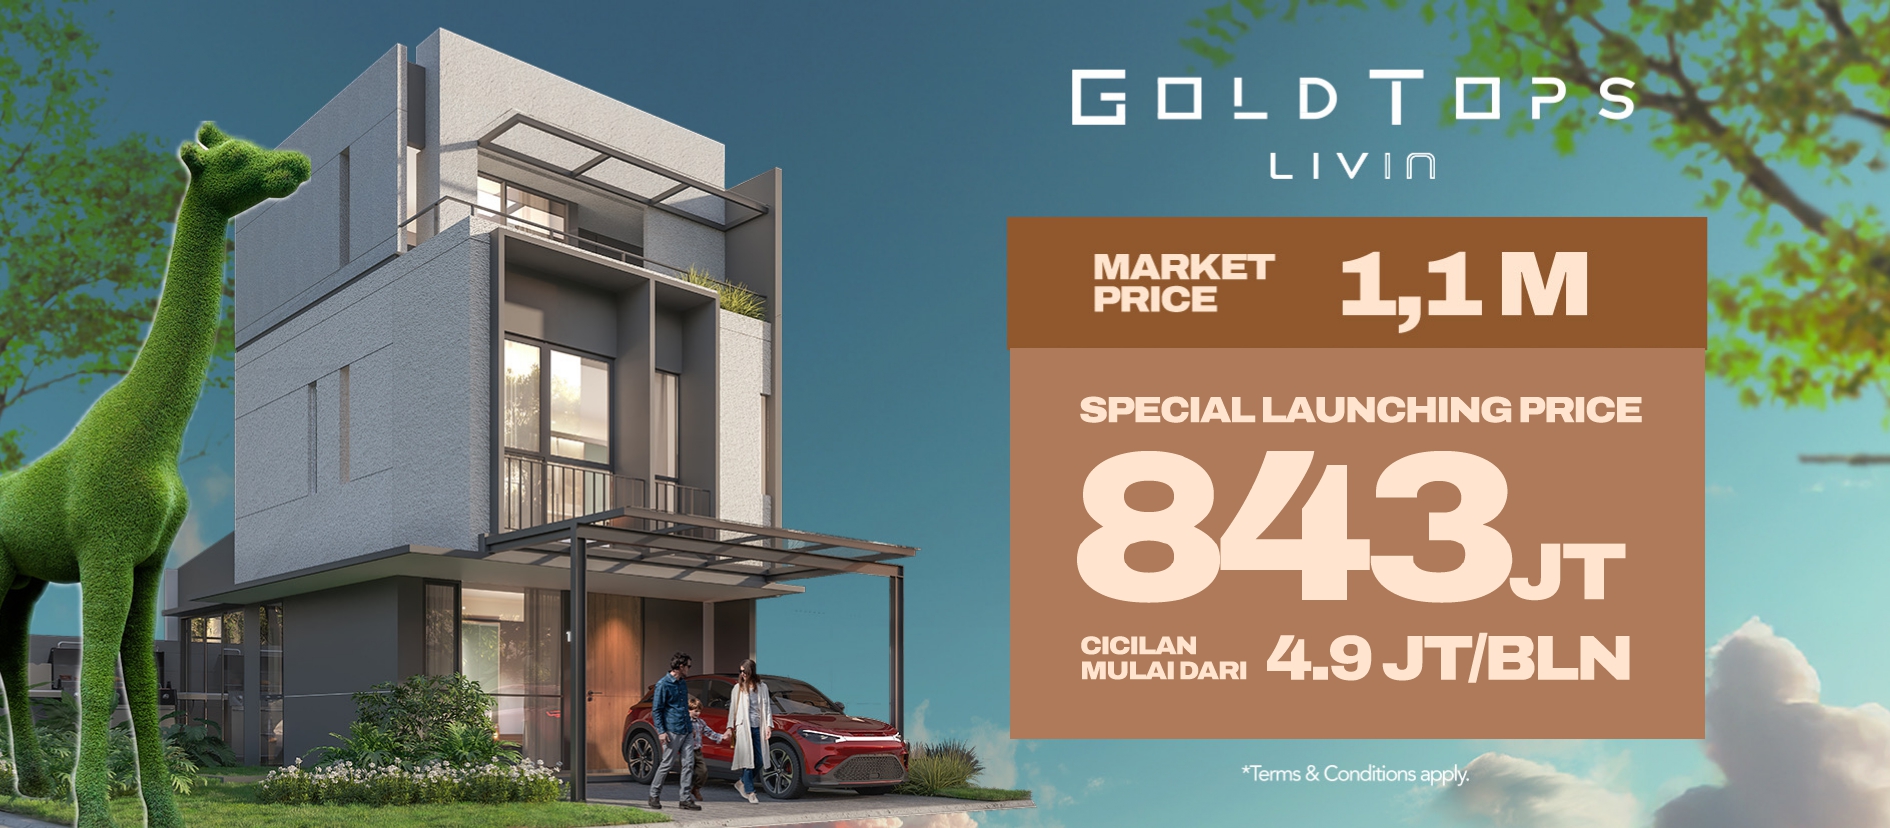 GOLDTOPS
LIVIN
MARKET
PRICE
1,1 M
SPECIAL LAUNCHING PRICE
843JT
CICILAN
MULAI DARI
4.9 JT/BLN
*Terms & Conditions apply.